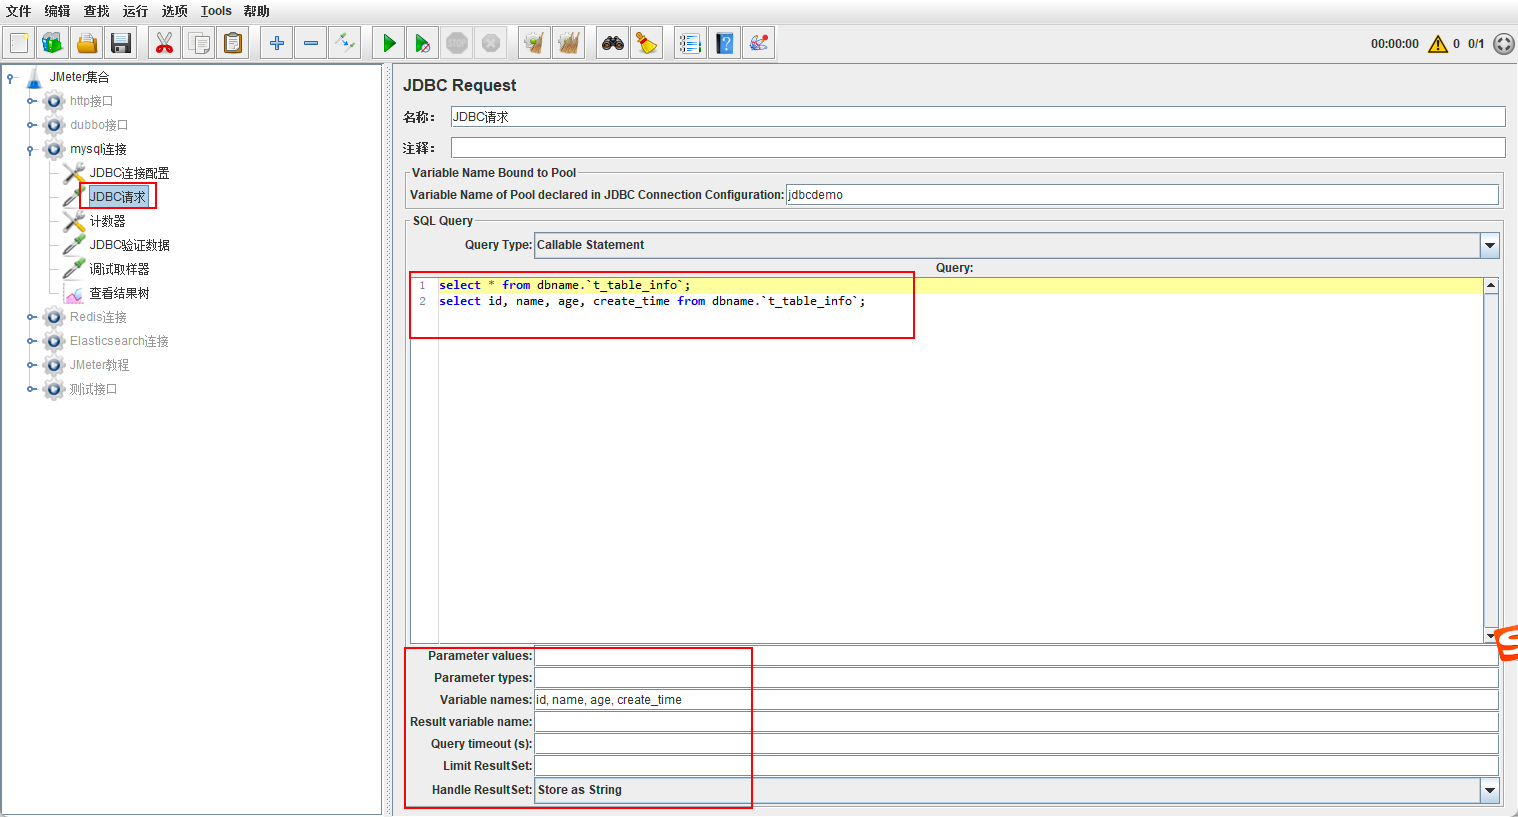 文件 编辑 查找 运行 选项 Tools 帮助
STOP
?
00:00:00 0 0/1
JMeter集合
http接口
dubbo接口
mysql连接
JDBC连接配置
JDBC请求
计数器
JDBC验证数据
调试取样器
查看结果树
Redis连接
Elasticsearch连接
JMeter教程
测试接口
JDBC Request
名称： JDBC请求
注释：
Variable Name Bound to Pool
Variable Name of Pool declared in JDBC Connection Configuration: jdbcdemo
SQL Query
Query Type: Callable Statement
Query:
1 select * from dbname.`t_table_info`;
2 select id, name, age, create_time from dbname.`t_table_info`;
Parameter values:
Parameter types:
Variable names: id, name, age, create_time
Result variable name:
Query timeout (s):
Limit ResultSet:
Handle ResultSet: Store as String